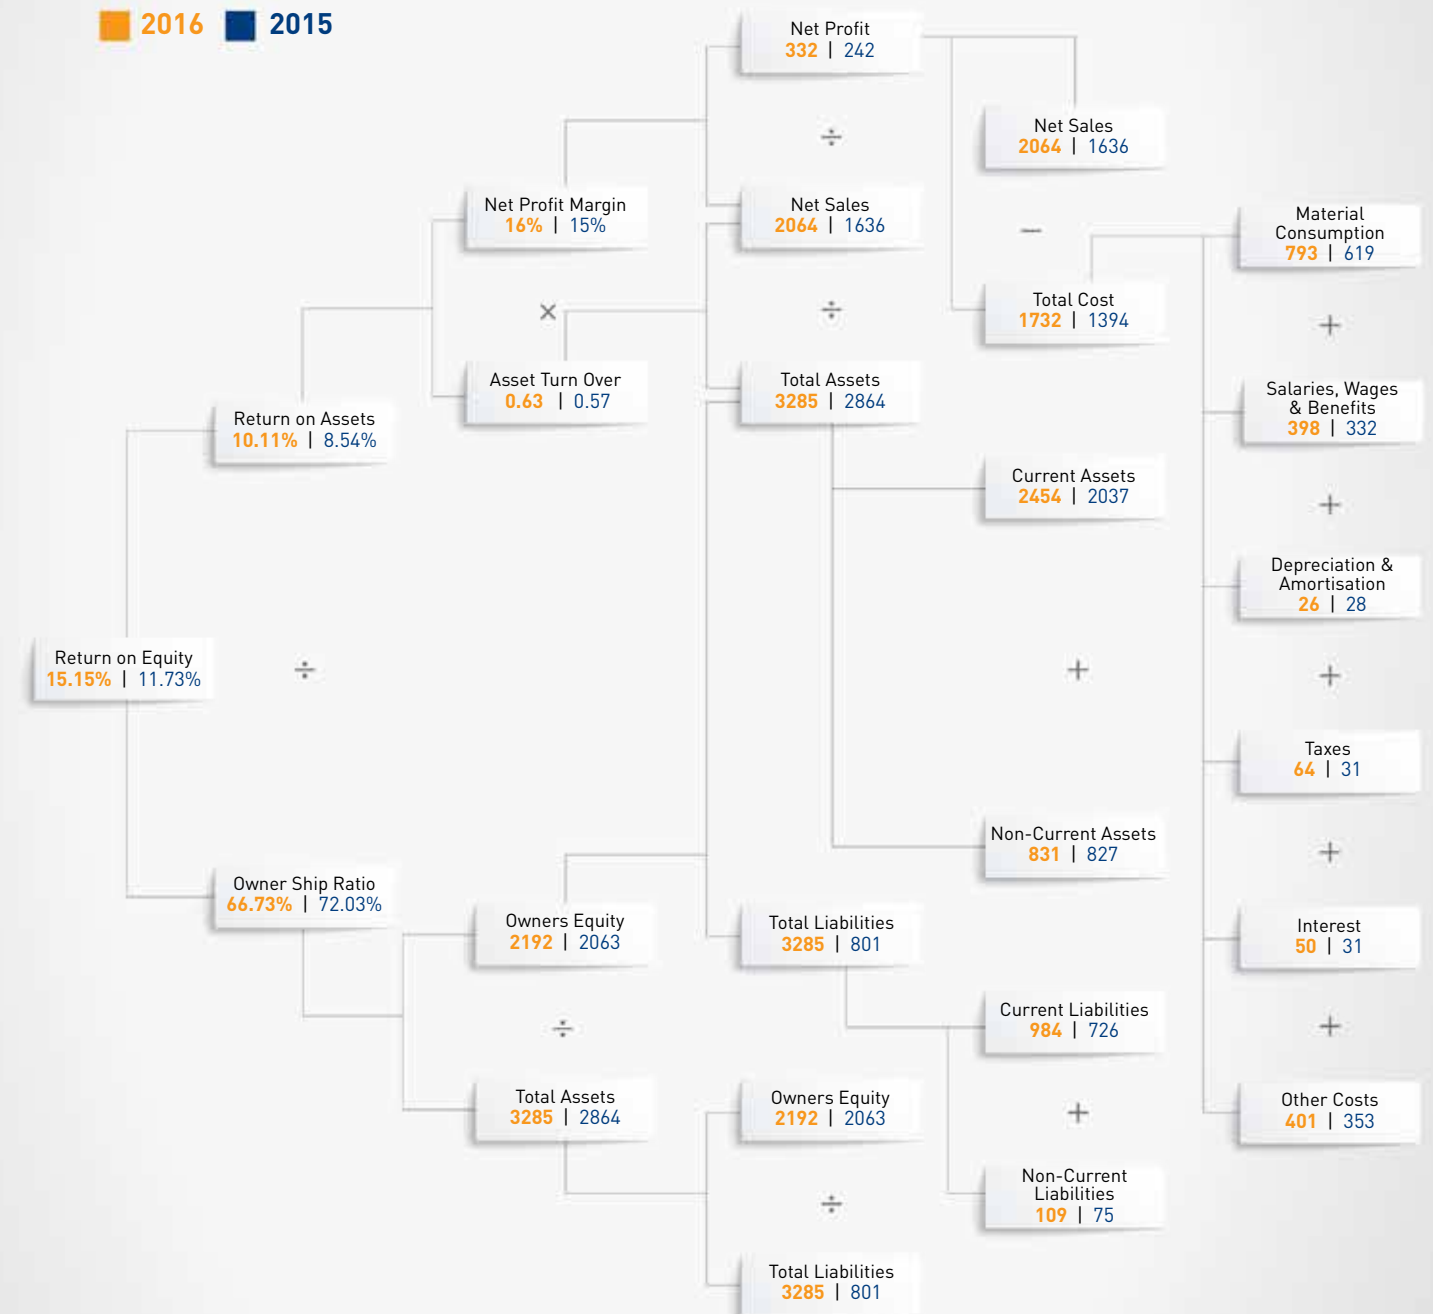 2016 2015
Net Profit
332 | 242
÷
Net Sales
2064 | 1636
Net Profit Margin
16% | 15%
Net Sales
2064 | 1636
−
Material
Consumption
793 | 619
×
÷
Total Cost
1732 | 1394
+
Asset Turn Over
0.63 | 0.57
Total Assets
3285 | 2864
Salaries, Wages
& Benefits
398 | 332
Return on Assets
10.11% | 8.54%
Current Assets
2454 | 2037
+
Depreciation &
Amortisation
26 | 28
Return on Equity
15.15% | 11.73%
÷
+
+
Taxes
64 | 31
Non-Current Assets
831 | 827
+
Owner Ship Ratio
66.73% | 72.03%
Owners Equity
2192 | 2063
Total Liabilities
3285 | 801
Interest
50 | 31
÷
Current Liabilities
984 | 726
+
Total Assets
3285 | 2864
Owners Equity
2192 | 2063
+
Other Costs
401 | 353
÷
Non-Current
Liabilities
109 | 75
Total Liabilities
3285 | 801